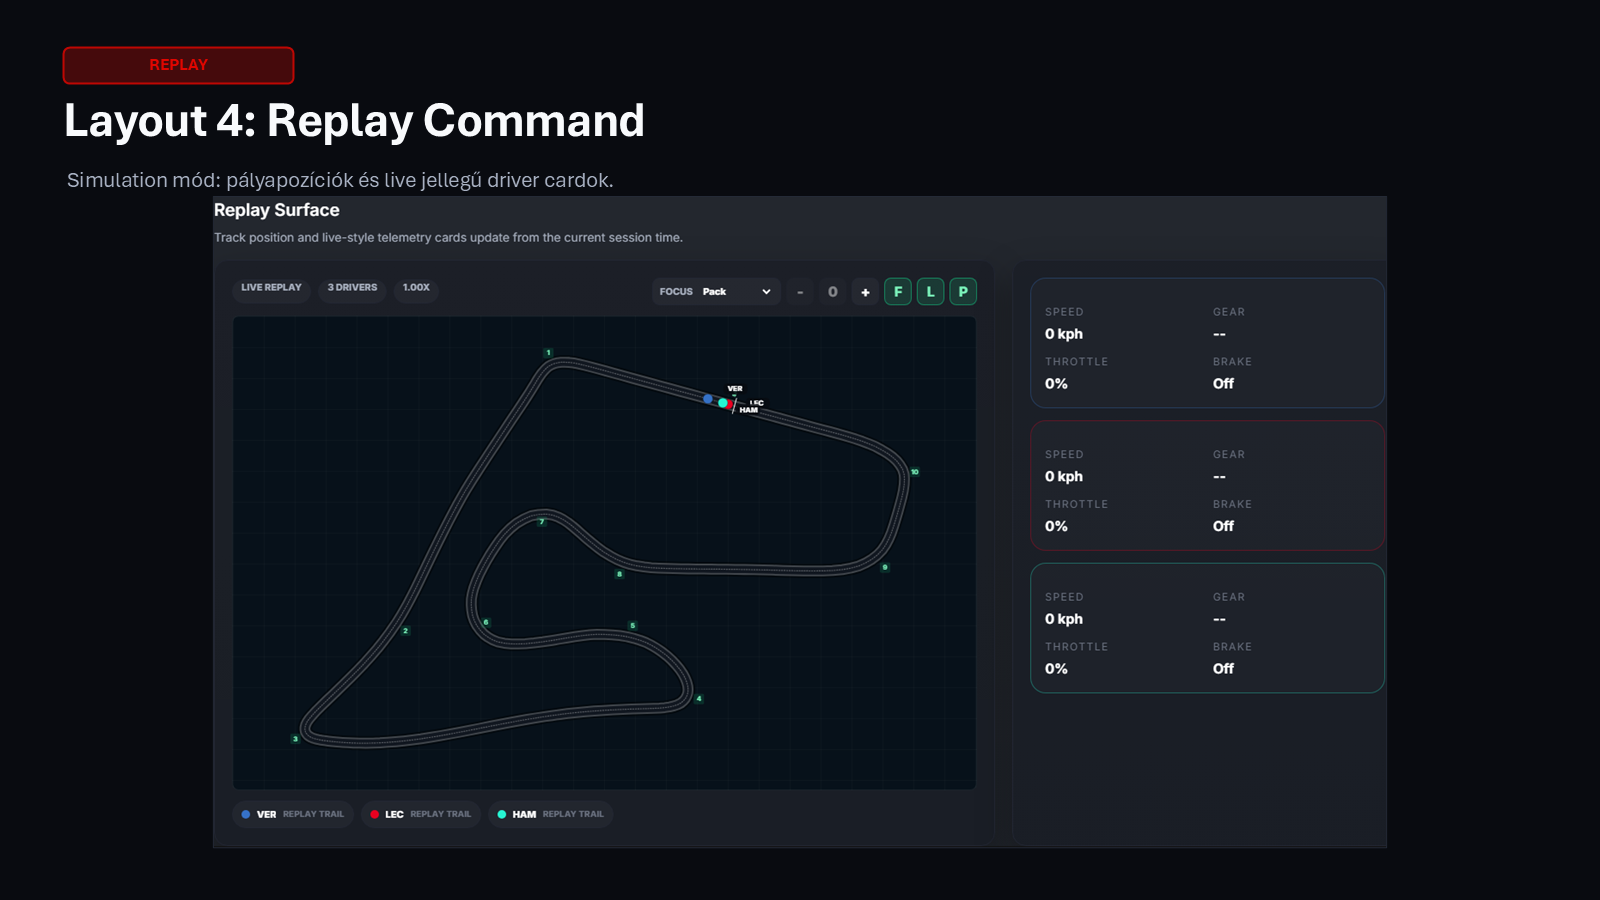 REPLAY
Layout 4: Replay Command
Simulation mód: pályapozíciók és live jellegű driver cardok.
Replay Surface
Track position and live-style telemetry cards update from the current session time.
LIVE REPLAY 3 DRIVERS 1.00X FOCUS Pack - 0 + F L P
1
VER
LEC
HAM
10
7
8
9
6
5
2
4
3
VER REPLAY TRAIL LEC REPLAY TRAIL HAM REPLAY TRAIL
SPEED GEAR
0 kph --
THROTTLE BRAKE
0% Off
SPEED GEAR
0 kph --
THROTTLE BRAKE
0% Off
SPEED GEAR
0 kph --
THROTTLE BRAKE
0% Off